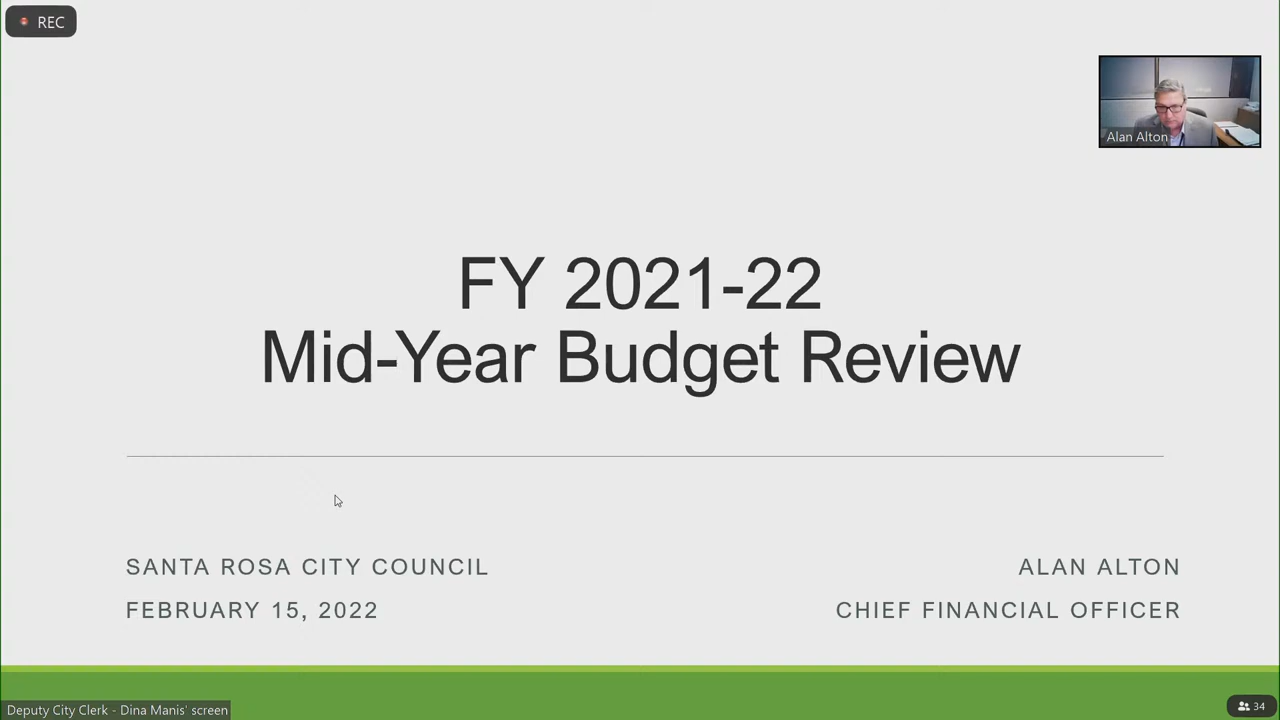 REC
Alan Alton
FY 2021-22
Mid-Year Budget Review
SANTA ROSA CITY COUNCIL
FEBRUARY 15, 2022
ALAN ALTON
CHIEF FINANCIAL OFFICER
Deputy City Clerk - Dina Manis' screen
34